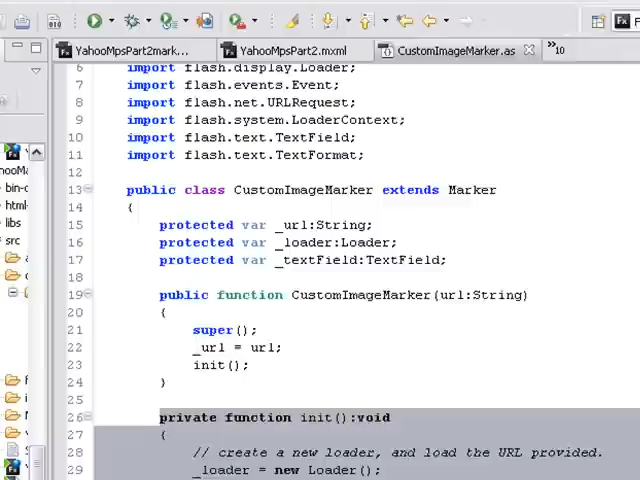 YahooMpsPart2mark...
YahooMpsPart2.mxml
CustomImageMarker.as
»10
6 import flash.display.Loader;
7 import flash.events.Event;
8 import flash.net.URLRequest;
9 import flash.system.LoaderContext;
10 import flash.text.TextField;
11 import flash.text.TextFormat;
12
13 public class CustomImageMarker extends Marker
14 {
15 protected var _url:String;
16 protected var _loader:Loader;
17 protected var _textField:TextField;
18
19 public function CustomImageMarker(url:String)
20 {
21 super();
22 _url = url;
23 init();
24 }
25
26 private function init():void
27 {
28 // create a new loader, and load the URL provided.
29 _loader = new Loader();
bin-
html-
libs
src